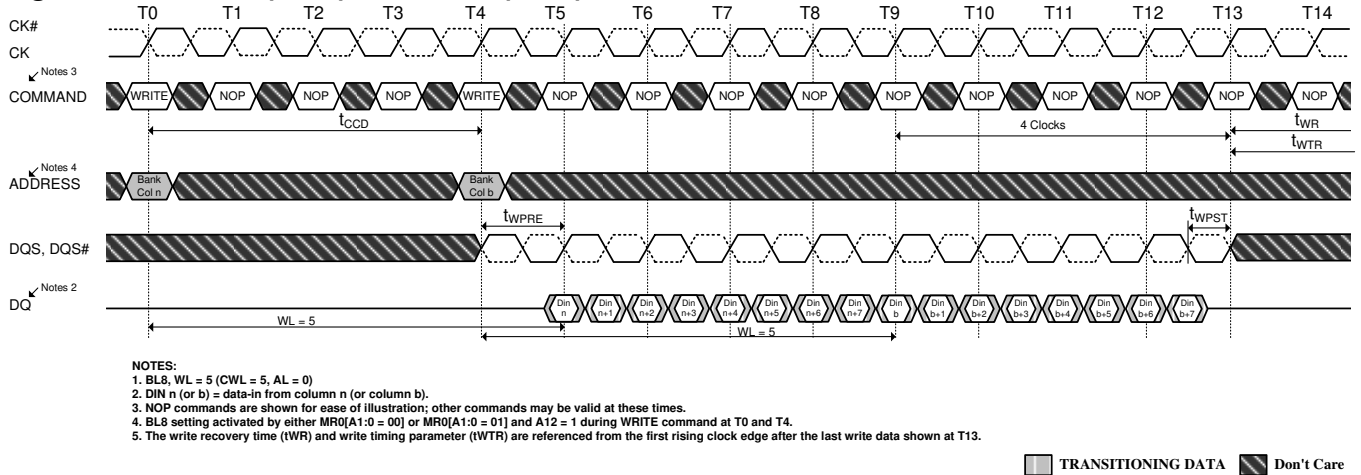 T0 T1 T2 T3 T4 T5 T6 T7 T8 T9 T10 T11 T12 T13 T14
CK#
CK
Notes 3
COMMAND WRITE NOP NOP NOP WRITE NOP NOP NOP NOP NOP NOP NOP NOP NOP NOP
tCCD 4 Clocks tWR
tWTR
Notes 4
ADDRESS
Bank Bank
Col n Col b
tWPRE tWPST
DQS, DQS#
Notes 2
DQ
Din Din Din Din Din Din Din Din Din Din Din Din Din Din Din Din
n n+1 n+2 n+3 n+4 n+5 n+6 n+7 b b+1 b+2 b+3 b+4 b+5 b+6 b+7
WL = 5
WL = 5
NOTES:
1. BL8, WL = 5 (CWL = 5, AL = 0)
2. DIN n (or b) = data-in from column n (or column b).
3. NOP commands are shown for ease of illustration; other commands may be valid at these times.
4. BL8 setting activated by either MR0[A1:0 = 00] or MR0[A1:0 = 01] and A12 = 1 during WRITE command at T0 and T4.
5. The write recovery time (tWR) and write timing parameter (tWTR) are referenced from the first rising clock edge after the last write data shown at T13.
TRANSITIONING DATA Don't Care